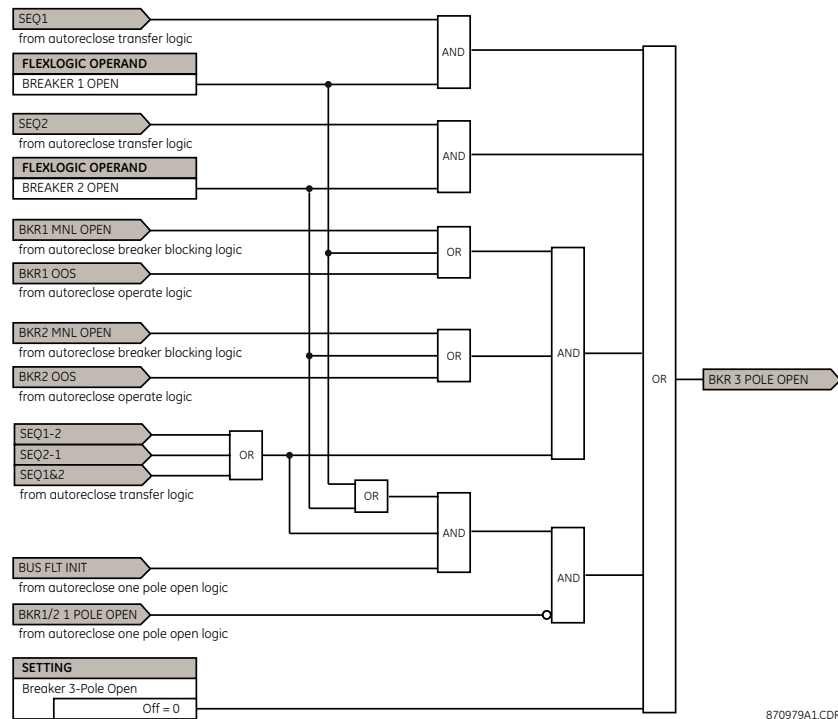 SEQ1
from autoreclose transfer logic
AND
FLEXLOGIC OPERAND
BREAKER 1 OPEN
SEQ2
from autoreclose transfer logic
AND
FLEXLOGIC OPERAND
BREAKER 2 OPEN
BKR1 MNL OPEN
from autoreclose breaker blocking logic
OR
BKR1 OOS
from autoreclose operate logic
BKR2 MNL OPEN
from autoreclose breaker blocking logic
OR
AND
BKR2 OOS
from autoreclose operate logic
OR
BKR 3 POLE OPEN
SEQ1-2
SEQ2-1
OR
SEQ1&2
from autoreclose transfer logic
OR
AND
BUS FLT INIT
from autoreclose one pole open logic
AND
BKR1/2 1 POLE OPEN
from autoreclose one pole open logic
SETTING
Breaker 3-Pole Open
Off = 0
870979A1.CDR